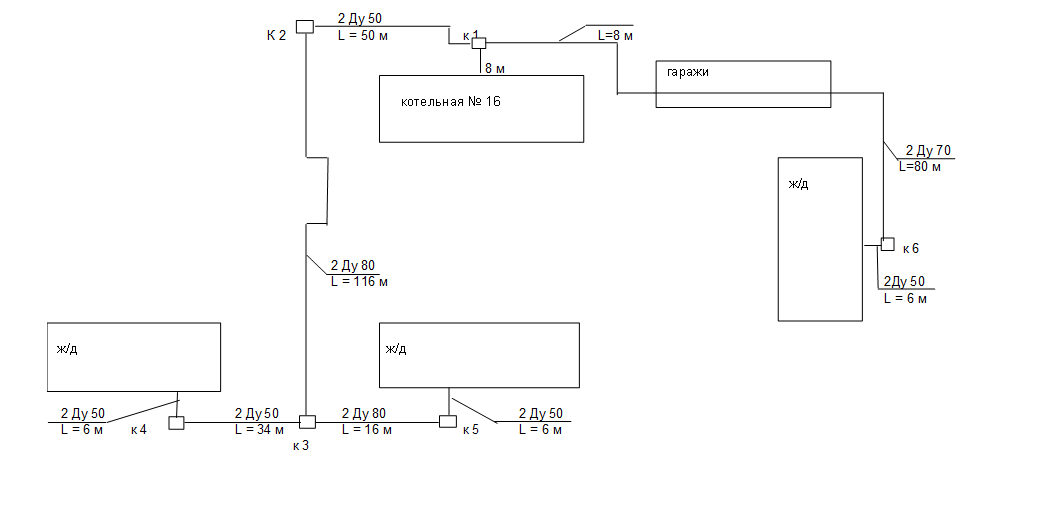 2 Ду 50
К 2
L = 50 м
к 1
L=8 м
8 м
гаражи
котельная № 16
2 Ду 70
L=80 м
ж/д
к 6
2 Ду 80
L = 116 м
2Ду 50
L = 6 м
ж/д
ж/д
2 Ду 50
L = 6 м
к 4
2 Ду 50
L = 34 м
к 3
2 Ду 80
L = 16 м
к 5
2 Ду 50
L = 6 м